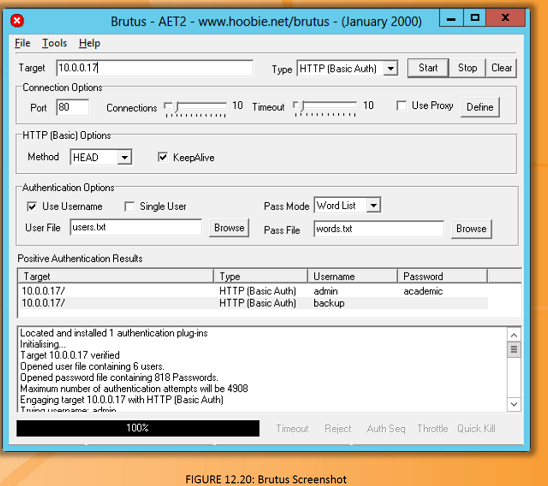 Brutus - AET2 - www.hoobie.net/brutus - (January 2000)
File Tools Help
Target 10.0.0.17 Type HTTP (Basic Auth) Start Stop Clear
Connection Options
Port 80 Connections 10 Timeout 10 Use Proxy Define
HTTP (Basic) Options
Method HEAD KeepAlive
Authentication Options
Use Username Single User Pass Mode Word List
User File users.txt Browse Pass File words.txt Browse
Positive Authentication Results
Target Type Username Password
10.0.0.17/ HTTP (Basic Auth) admin academic
10.0.0.17/ HTTP (Basic Auth) backup
Located and installed 1 authentication plug-ins
Initialising...
Target 10.0.0.17 verified
Opened user file containing 6 users.
Opened password file containing 818 Passwords.
Maximum number of authentication attempts will be 4908
Engaging target 10.0.0.17 with HTTP (Basic Auth)
Trying username: admin
100% Timeout Reject Auth Seq Throttle Quick Kill
FIGURE 12.20: Brutus Screenshot